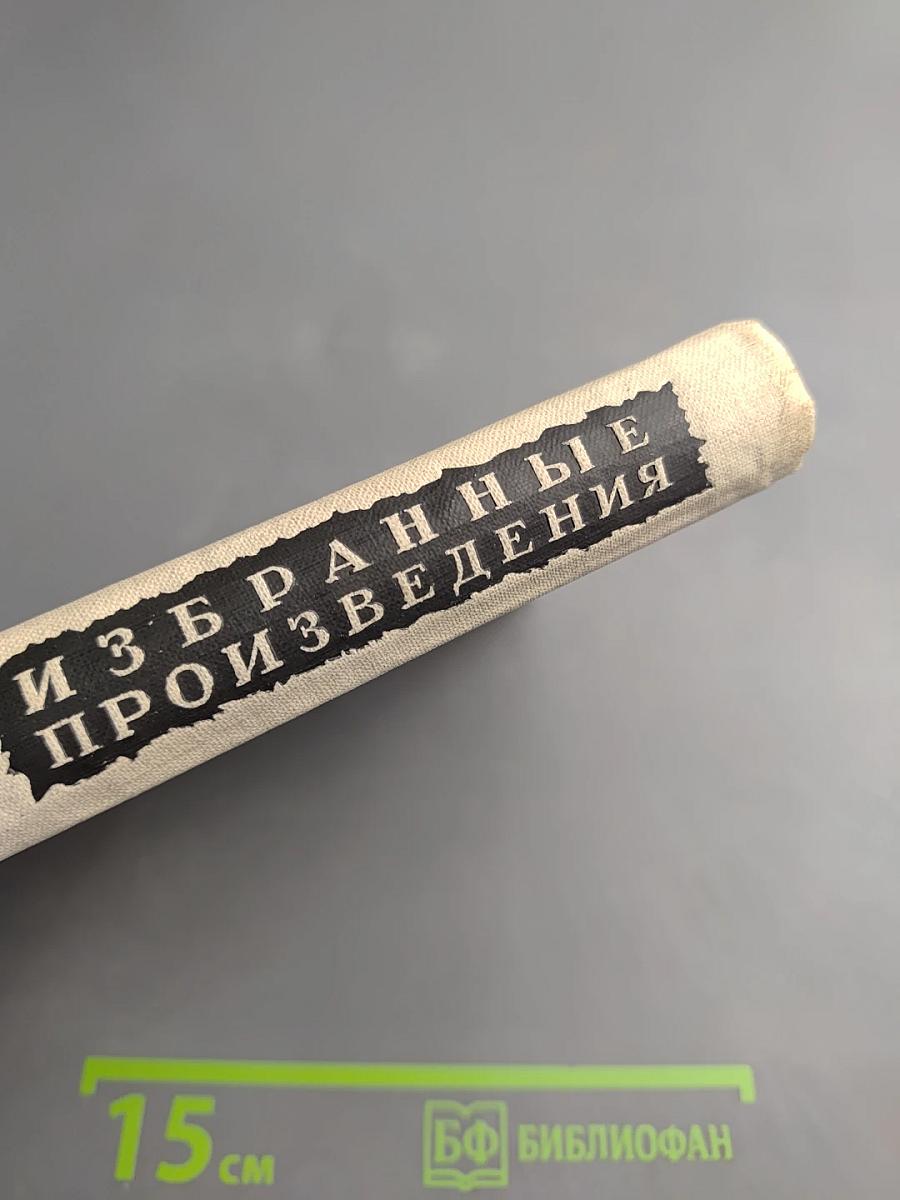 ИЗБРАННЫЕ
ПРОИЗВЕДЕНИЯ
15 см
БФ БИБЛИОФАН